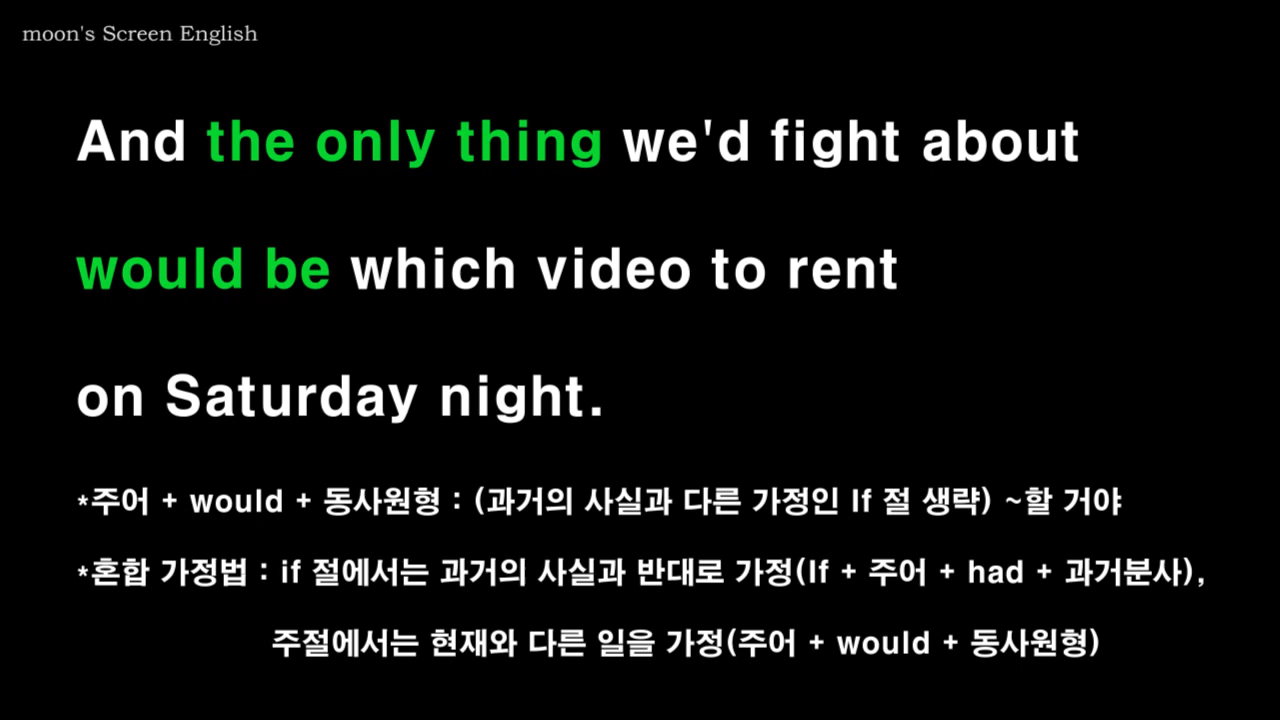 moon's Screen English
And the only thing we'd fight about
would be which video to rent
on Saturday night.
*주어 + would + 동사원형 : (과거의 사실과 다른 가정인 If 절 생략) ~할 거야
*혼합 가정법 : if 절에서는 과거의 사실과 반대로 가정(If + 주어 + had + 과거분사),
주절에서는 현재와 다른 일을 가정(주어 + would + 동사원형)